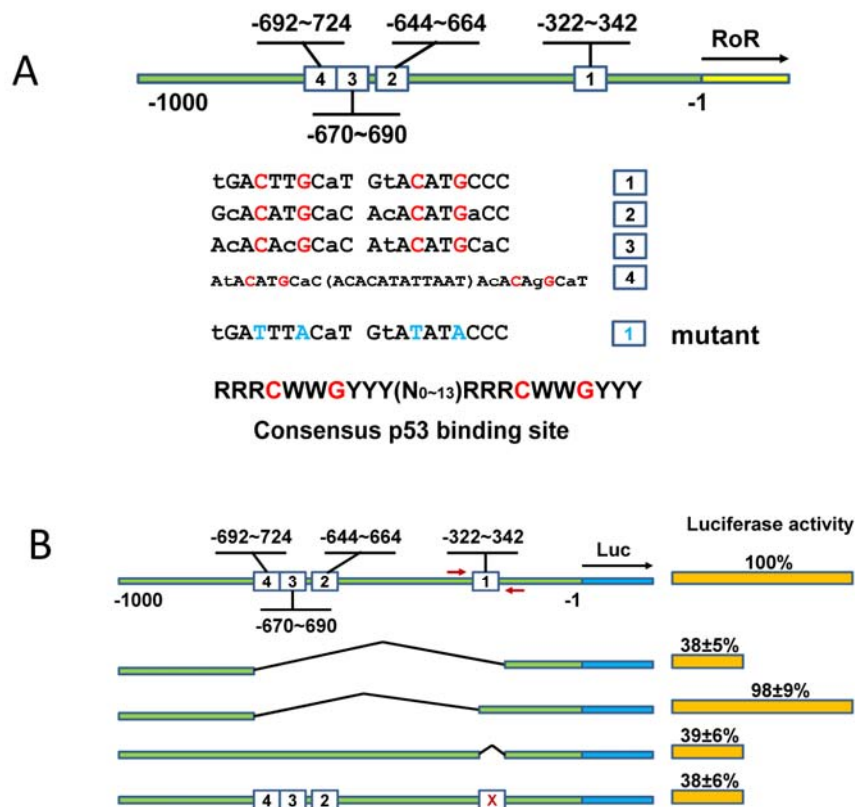 A
-692~724 -644~664 -322~342
RoR
4 3 2 1
-1000 -1
-670~690
tGACTTGCaT GtACATGCCC 1
GcACATGCaC AcACATGaCC 2
AcACAcGCaC AtACATGCaC 3
AtACATGCaC(ACACATATTAAT)AcACAgGCaT 4
tGATTTACaT GtATATACCC 1 mutant
RRRCWWGYYY(N0~13)RRRCWWGYYY
Consensus p53 binding site
B
Luciferase activity
-692~724 -644~664 -322~342
Luc
100%
4 3 2 1
-1000 -1
-670~690
38±5%
98±9%
39±6%
38±6%
4 3 2 X